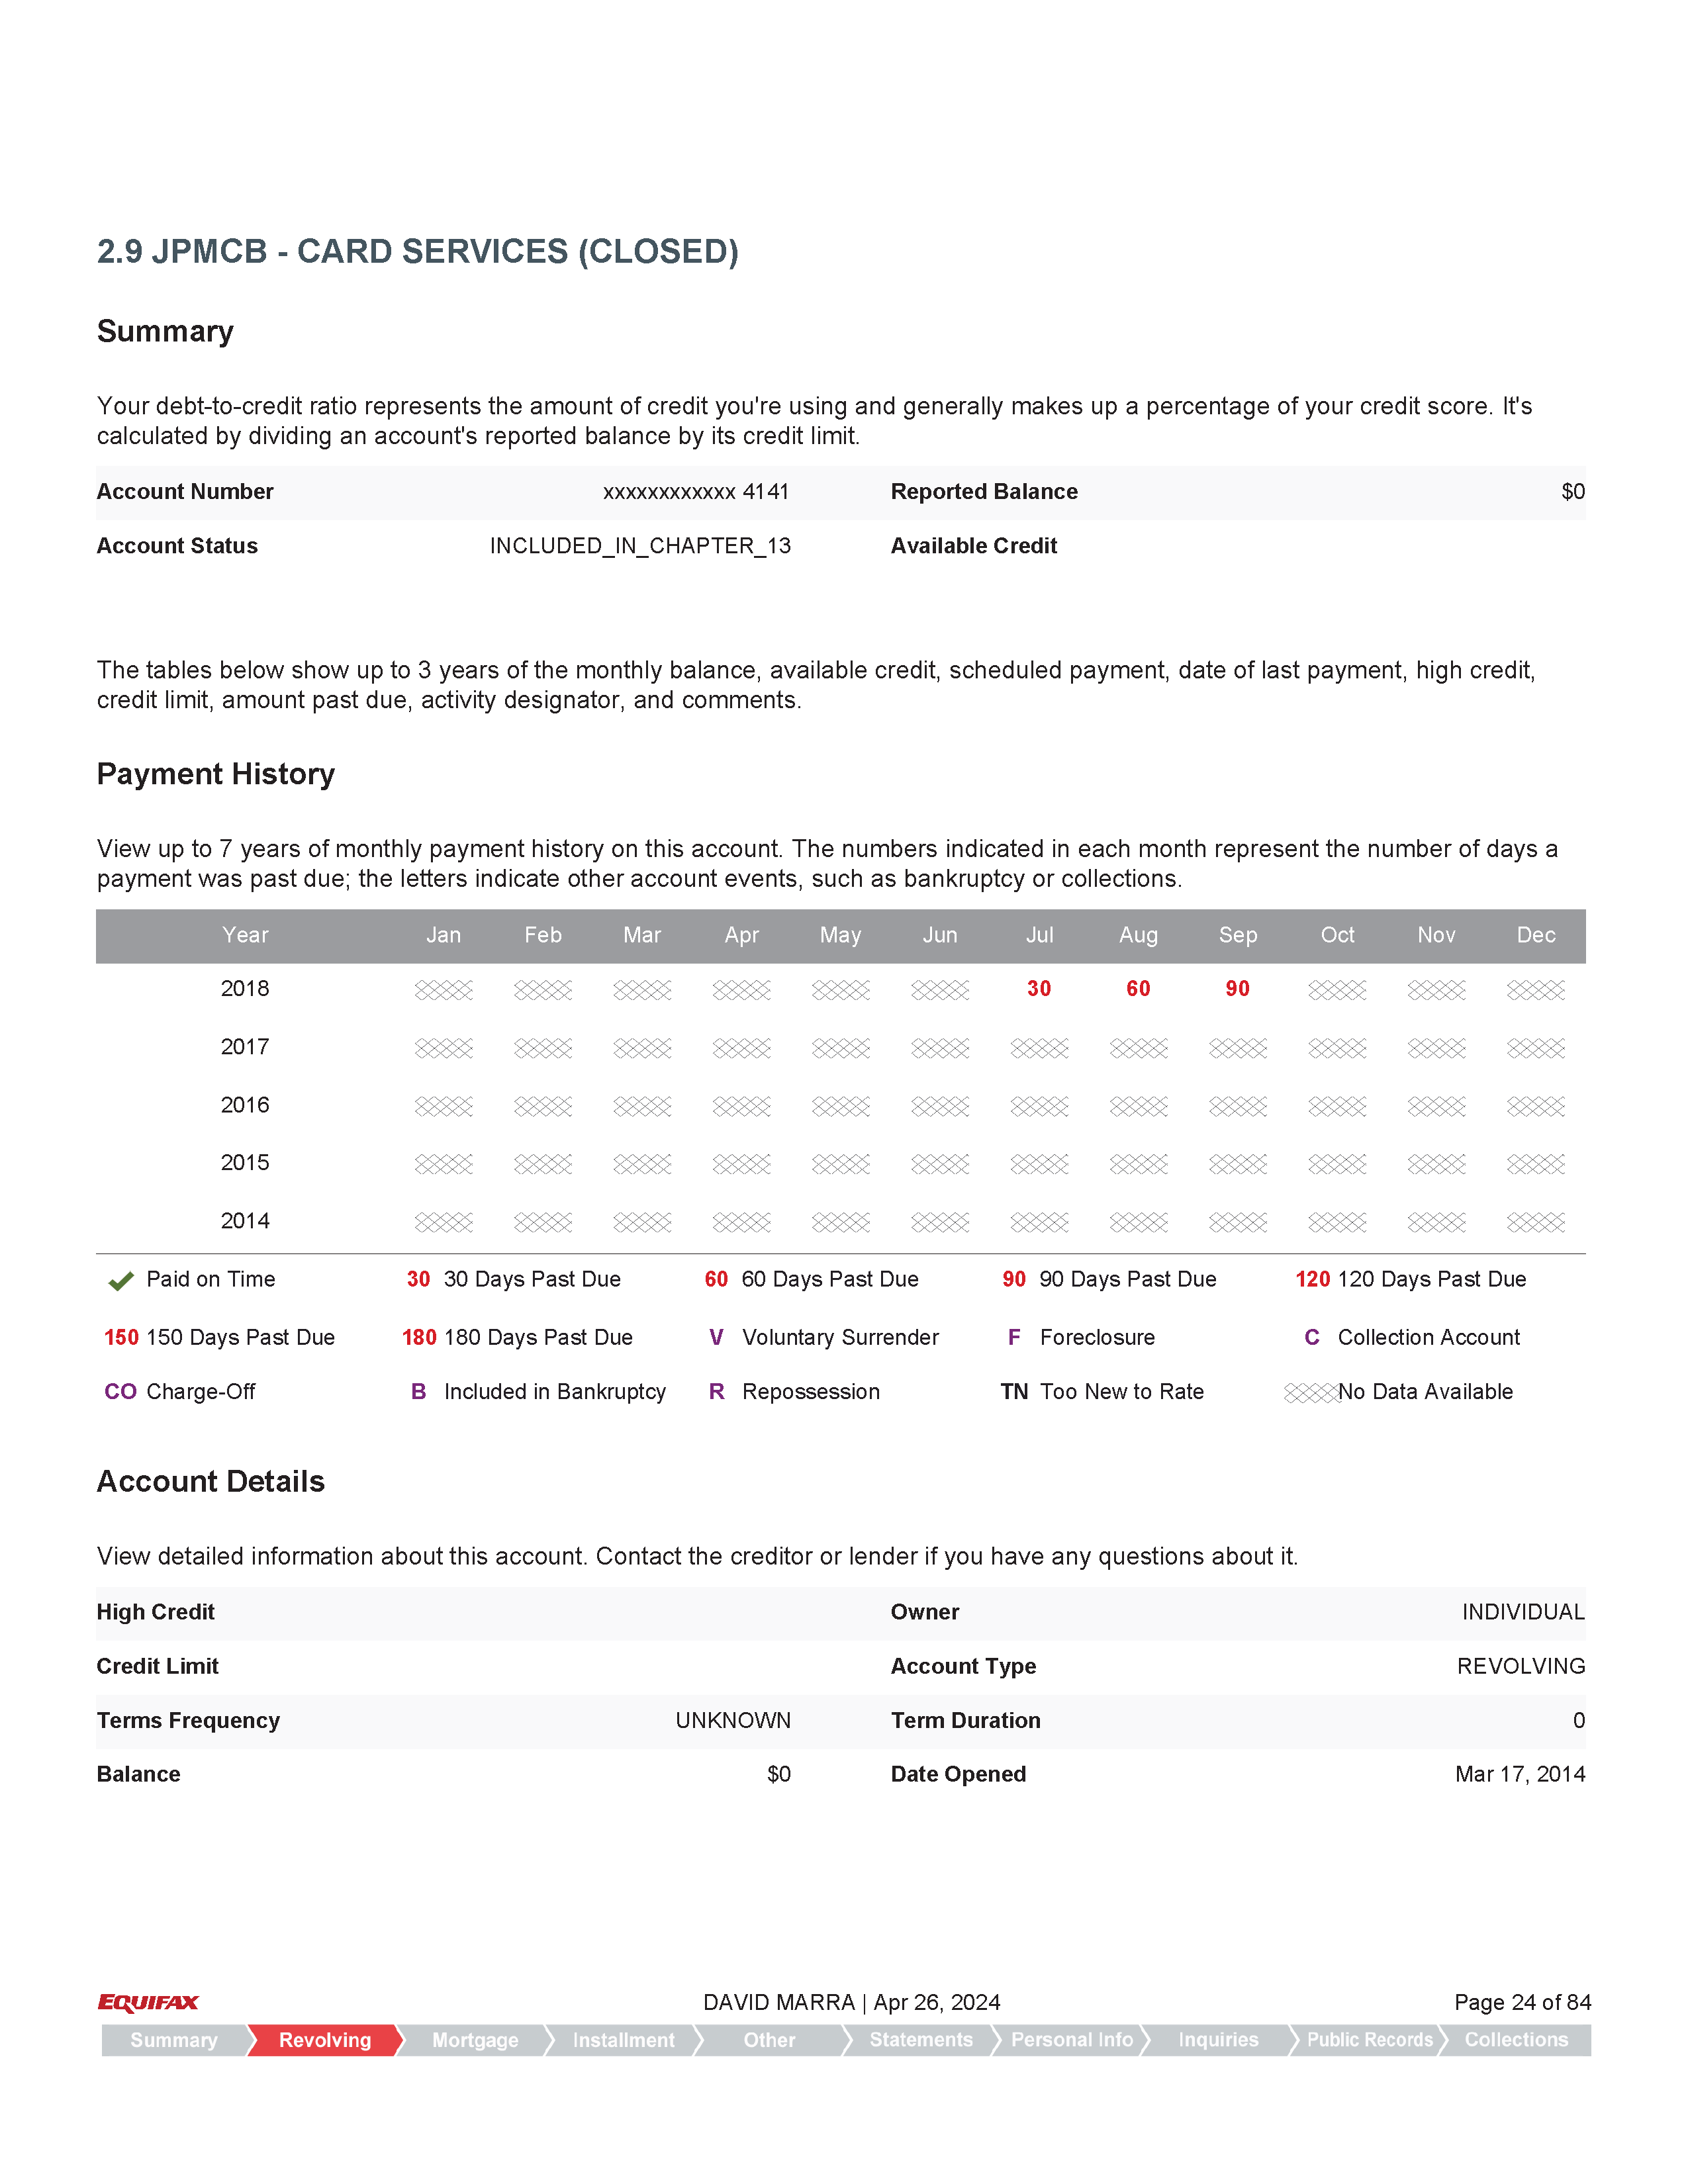 2.9 JPMCB - CARD SERVICES (CLOSED)
Summary
Your debt-to-credit ratio represents the amount of credit you're using and generally makes up a percentage of your credit score. It's
calculated by dividing an account's reported balance by its credit limit.
Account Number xxxxxxxxxxxx 4141 Reported Balance $0
Account Status INCLUDED_IN_CHAPTER_13 Available Credit
The tables below show up to 3 years of the monthly balance, available credit, scheduled payment, date of last payment, high credit,
credit limit, amount past due, activity designator, and comments.
Payment History
View up to 7 years of monthly payment history on this account. The numbers indicated in each month represent the number of days a
payment was past due; the letters indicate other account events, such as bankruptcy or collections.
Year Jan Feb Mar Apr May Jun Jul Aug Sep Oct Nov Dec
2018 30 60 90
2017
2016
2015
2014
Paid on Time 30 30 Days Past Due 60 60 Days Past Due 90 90 Days Past Due 120 120 Days Past Due
150 150 Days Past Due 180 180 Days Past Due V Voluntary Surrender F Foreclosure C Collection Account
CO Charge-Off B Included in Bankruptcy R Repossession TN Too New to Rate No Data Available
Account Details
View detailed information about this account. Contact the creditor or lender if you have any questions about it.
High Credit Owner INDIVIDUAL
Credit Limit Account Type REVOLVING
Terms Frequency UNKNOWN Term Duration 0
Balance $0 Date Opened Mar 17, 2014
EQUIFAX DAVID MARRA | Apr 26, 2024 Page 24 of 84
Summary Revolving Mortgage Installment Other Statements Personal Info Inquiries Public Records Collections